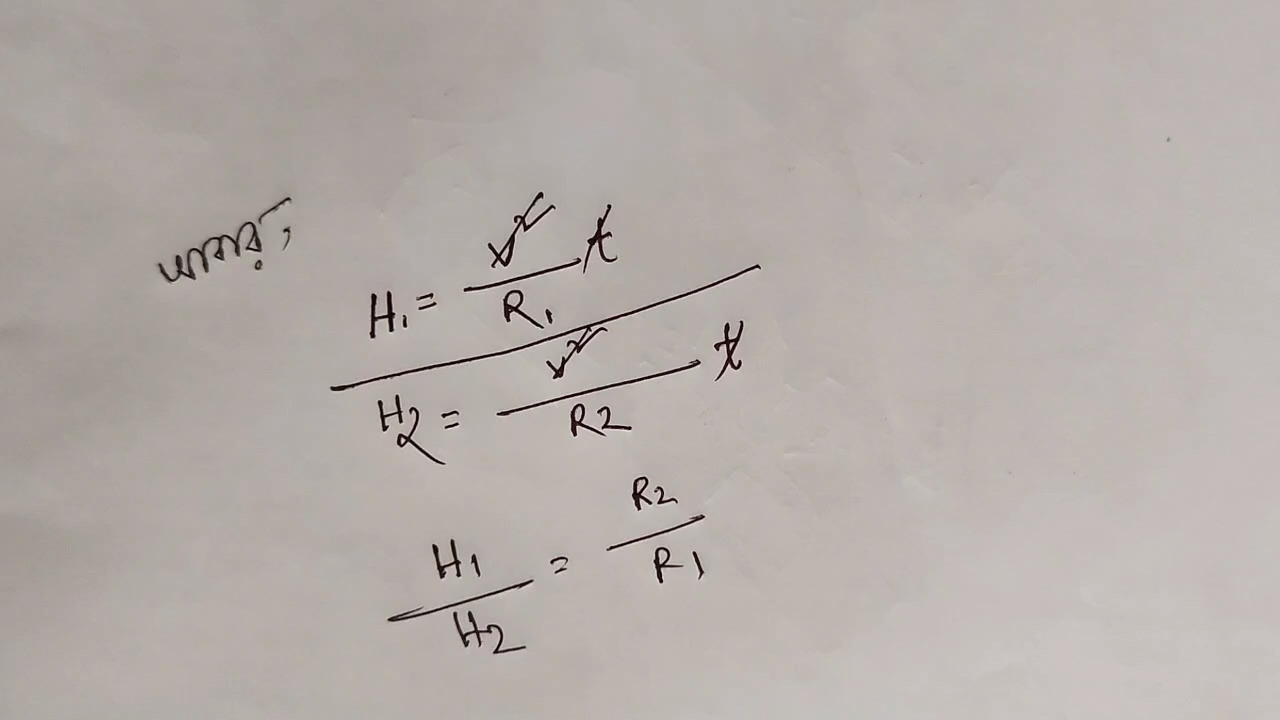 H₁ = V²/R₁ t
H2 = V²/R2 t
H1/H2 = R2/R1